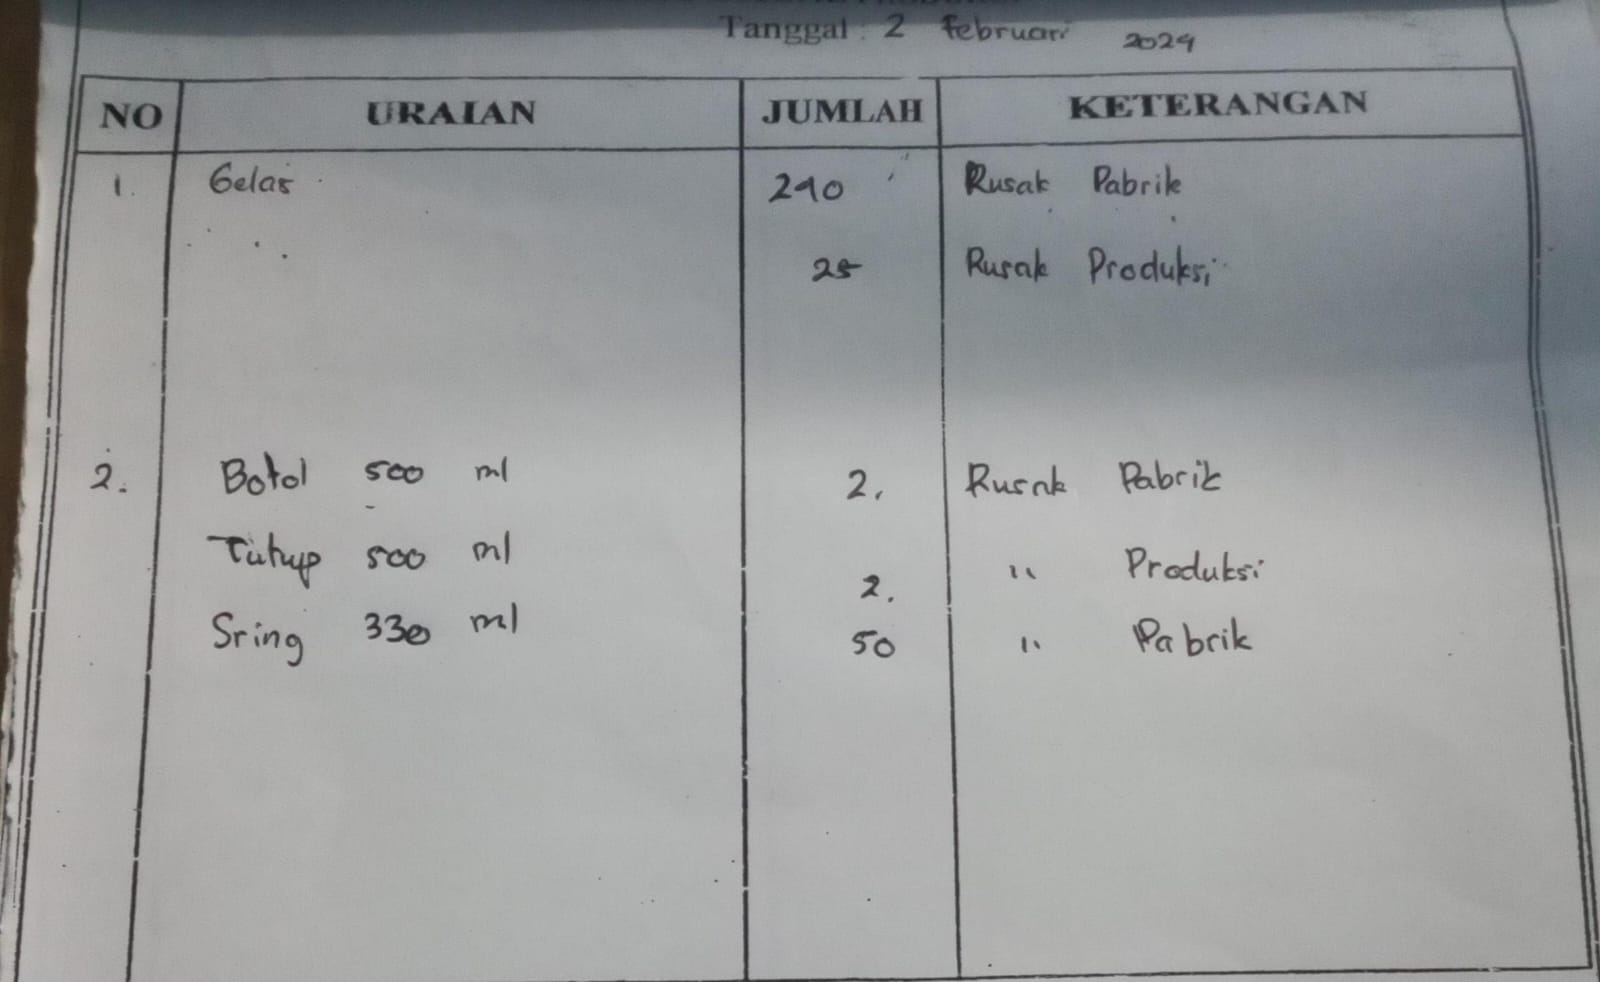 Tanggal : 2 Februari 2024
NO URAIAN JUMLAH KETERANGAN
1. Gelas 240 Rusak Pabrik
25 Rusak Produksi
2. Botol 500 ml 2. Rusak Pabrik
Tutup 500 ml 2. " Produksi
Sring 330 ml 50 " Pabrik